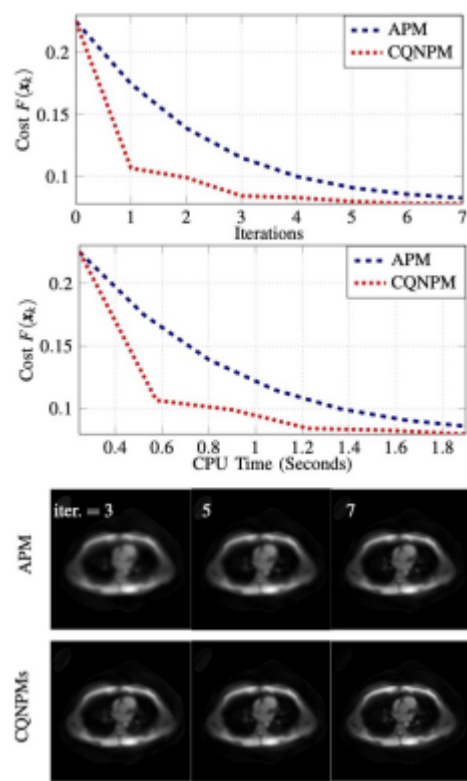 0.2
0.15
0.1
Cost F(x_k)
APM
CQNPM
0 1 2 3 4 5 6 7
Iterations
0.2
0.15
0.1
Cost F(x_k)
APM
CQNPM
0.4 0.6 0.8 1 1.2 1.4 1.6 1.8
CPU Time (Seconds)
iter. = 3 5 7
APM
CQNPMs